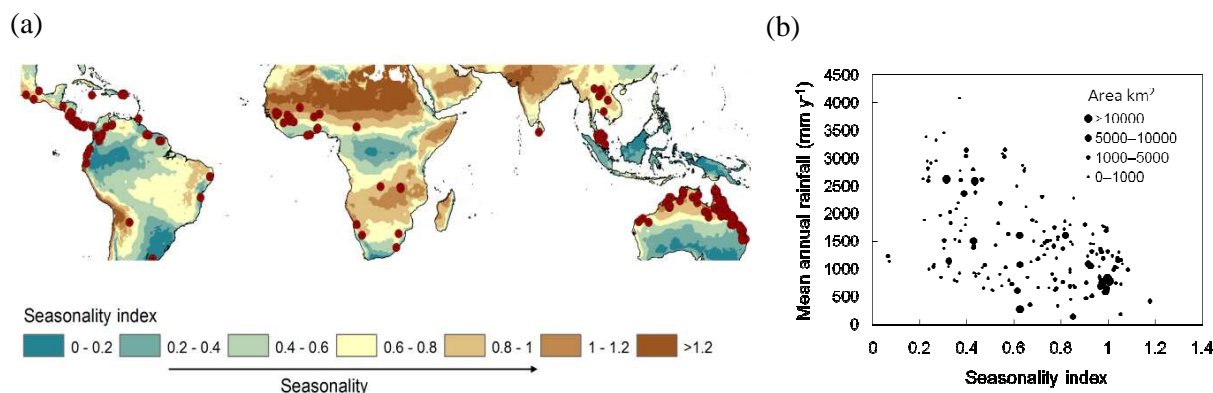 (a)
Seasonality index
0 - 0.2 0.2 - 0.4 0.4 - 0.6 0.6 - 0.8 0.8 - 1 1 - 1.2 >1.2
Seasonality
(b)
Mean annual rainfall (mm y-1)
4500
4000
3500
3000
2500
2000
1500
1000
500
0
Area km²
>10000
5000–10000
1000–5000
0–1000
0 0.2 0.4 0.6 0.8 1 1.2 1.4
Seasonality index